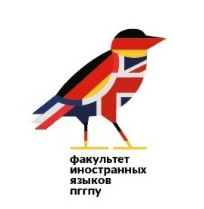 факультет
иностранных
языков
пггпу